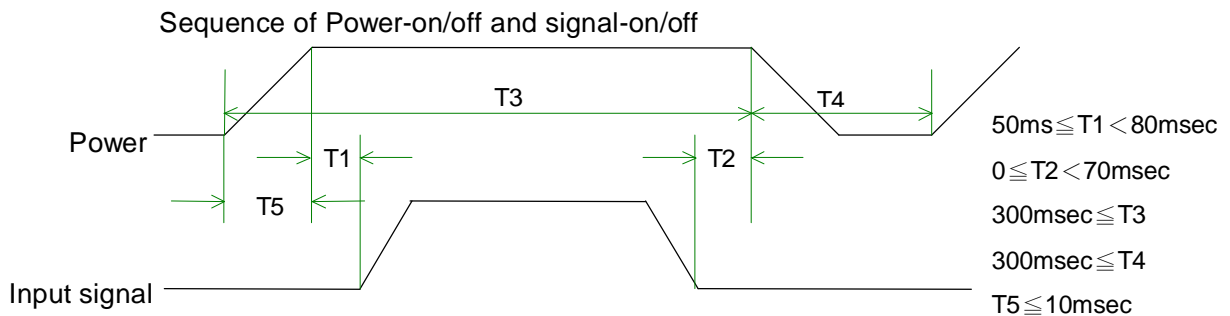 Sequence of Power-on/off and signal-on/off
T3
T4
Power
T1
T2
T5
Input signal
50ms≦T1<80msec
0≦T2<70msec
300msec≦T3
300msec≦T4
T5≦10msec